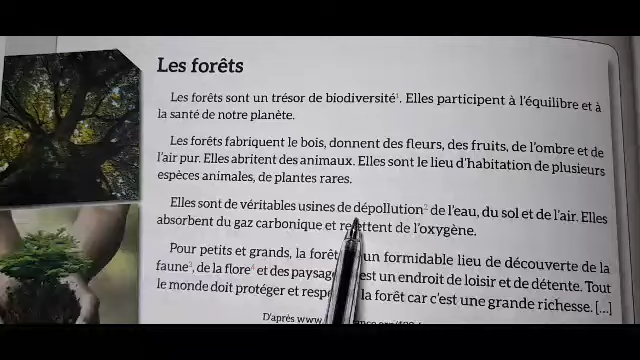 Les forêts
Les forêts sont un trésor de biodiversité¹. Elles participent à l'équilibre et à
la santé de notre planète.
Les forêts fabriquent le bois, donnent des fleurs, des fruits, de l'ombre et de
l'air pur. Elles abritent des animaux. Elles sont le lieu d'habitation de plusieurs
espèces animales, de plantes rares.
Elles sont de véritables usines de dépollution² de l'eau, du sol et de l'air. Elles
absorbent du gaz carbonique et rejettent de l'oxygène.
Pour petits et grands, la forêt un formidable lieu de découverte de la
faune³, de la flore⁴ et des paysag est un endroit de loisir et de détente. Tout
le monde doit protéger et respe la forêt car c'est une grande richesse. [...]
D'après www.